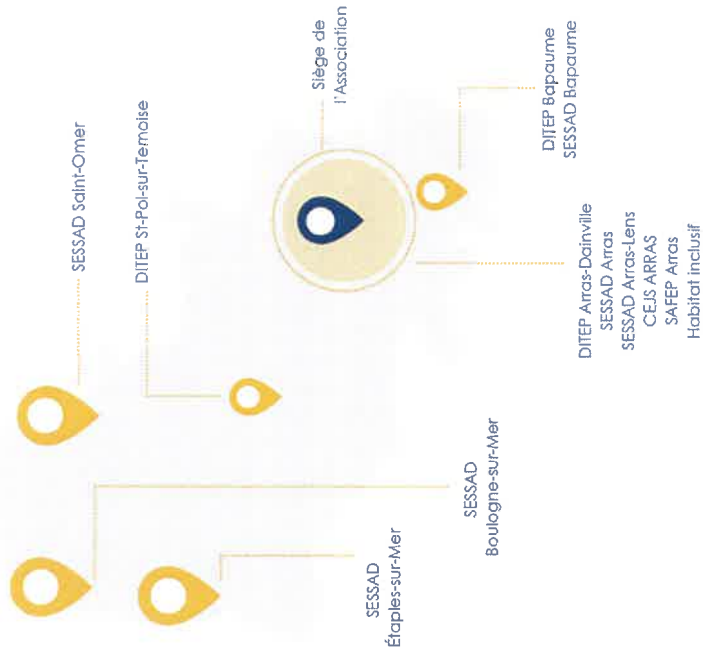 SESSAD Saint-Omer
DITEP St-Pol-sur-Ternoise
Siège de
l'Association
DITEP Bapaume
SESSAD Bapaume
DITEP Arras-Dainville
SESSAD Arras
SESSAD Arras-Lens
CEJS ARRAS
SAFEP Arras
Habitat inclusif
SESSAD
Boulogne-sur-Mer
SESSAD
Étaples-sur-Mer